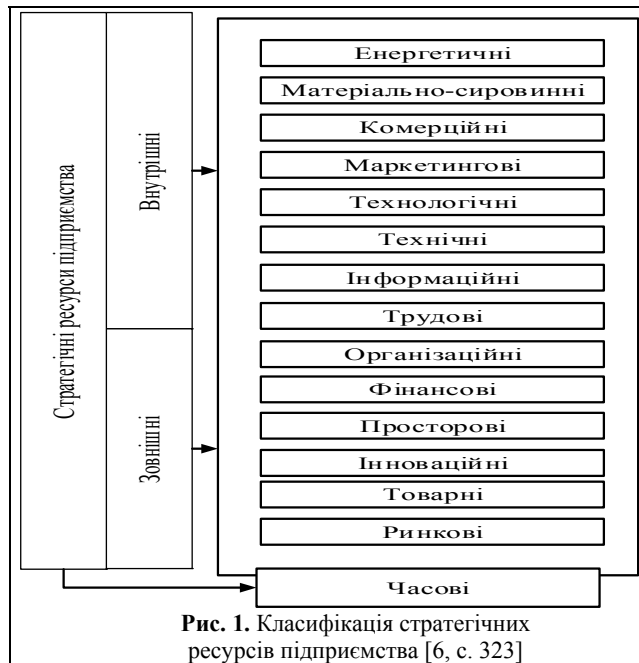 Стратегічні ресурси підприємства
Внутрішні
Зовнішні
Енергетичні
Матеріально-сировинні
Комерційні
Маркетингові
Технологічні
Технічні
Інформаційні
Трудові
Організаційні
Фінансові
Просторові
Інноваційні
Товарні
Ринкові
Часові
Рис. 1. Класифікація стратегічних
ресурсів підприємства [6, с. 323]